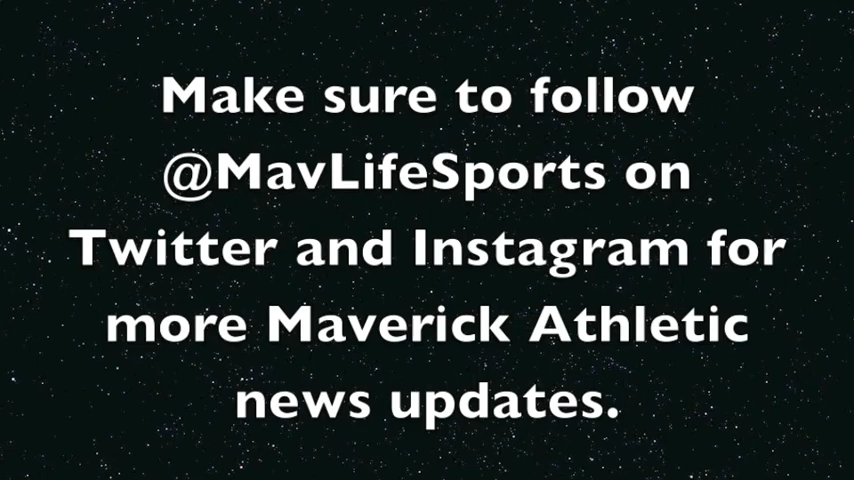 Make sure to follow
@MavLifeSports on
Twitter and Instagram for
more Maverick Athletic
news updates.